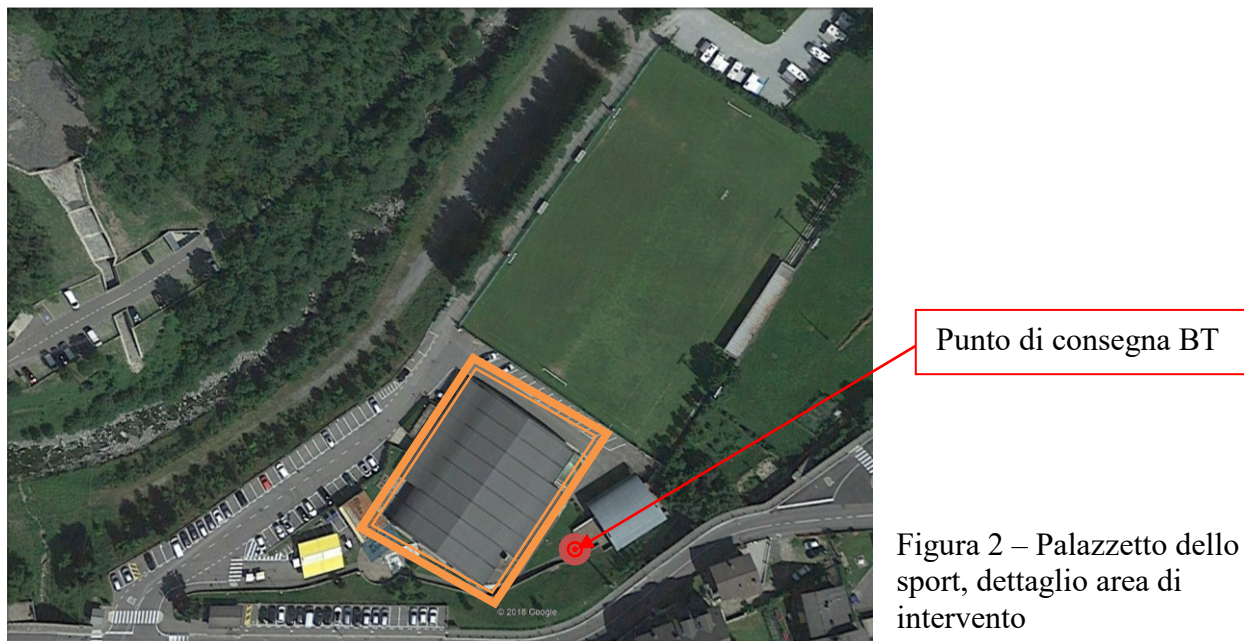 Punto di consegna BT
Figura 2 – Palazzetto dello
sport, dettaglio area di
intervento
© 2018 Google